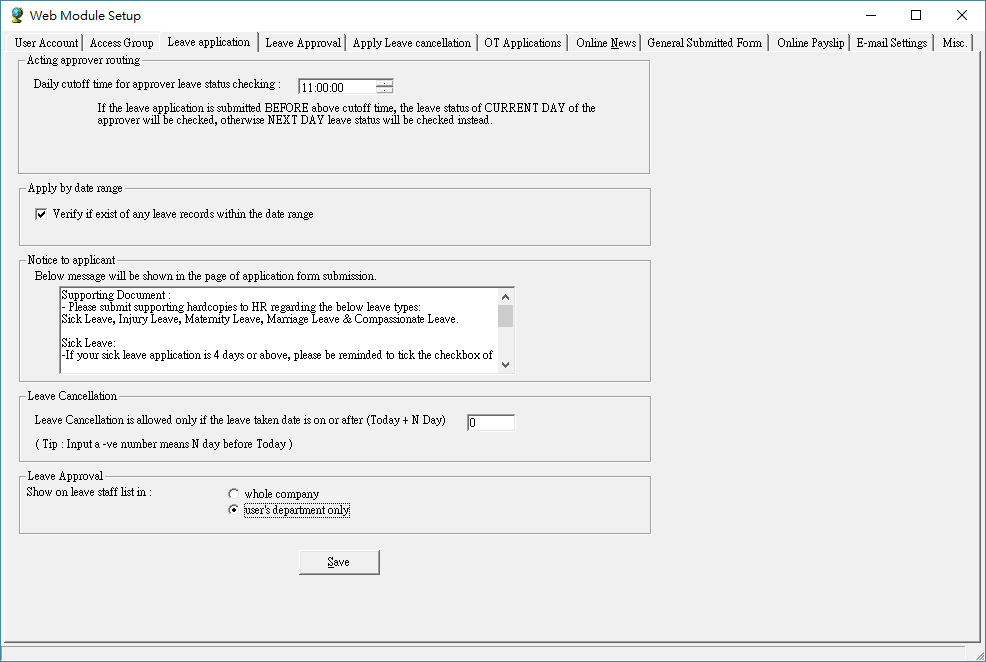 Web Module Setup
User Account Access Group Leave application Leave Approval Apply Leave cancellation OT Applications Online News General Submitted Form Online Payslip E-mail Settings Misc.
Acting approver routing
Daily cutoff time for approver leave status checking : 11:00:00
If the leave application is submitted BEFORE above cutoff time, the leave status of CURRENT DAY of the
approver will be checked, otherwise NEXT DAY leave status will be checked instead.
Apply by date range
Verify if exist of any leave records within the date range
Notice to applicant
Below message will be shown in the page of application form submission.
Supporting Document :
- Please submit supporting hardcopies to HR regarding the below leave types:
Sick Leave, Injury Leave, Maternity Leave, Marriage Leave & Compassionate Leave.
Sick Leave:
-If your sick leave application is 4 days or above, please be reminded to tick the checkbox of
Leave Cancellation
Leave Cancellation is allowed only if the leave taken date is on or after (Today + N Day) 0
( Tip : Input a -ve number means N day before Today )
Leave Approval
Show on leave staff list in : whole company
user's department only
Save